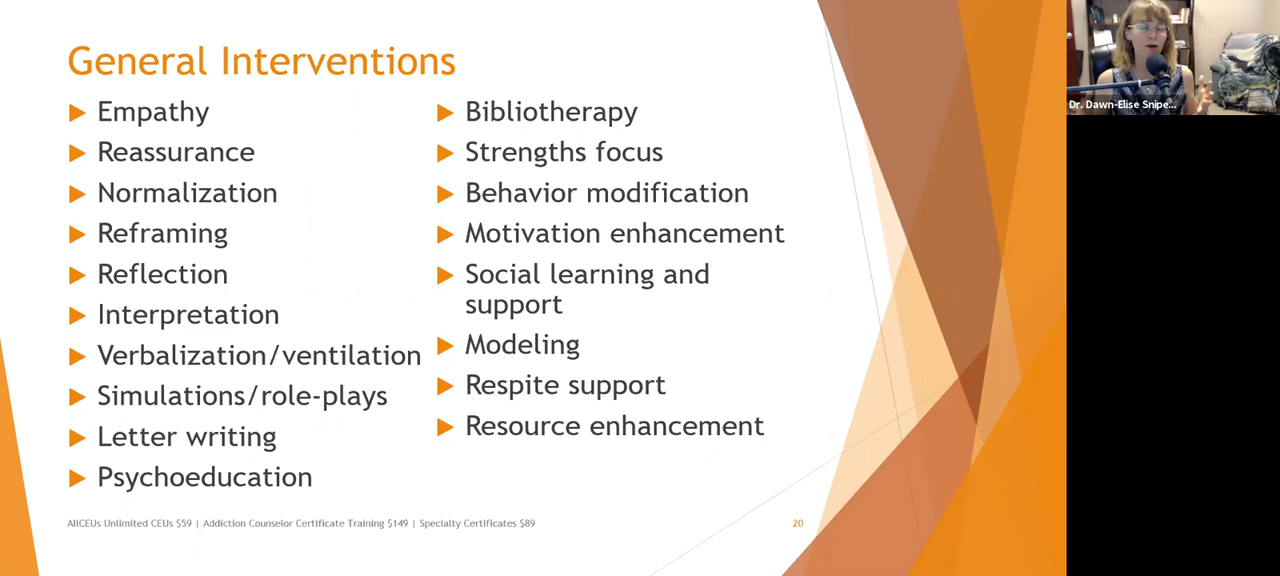 General Interventions
Empathy
Reassurance
Normalization
Reframing
Reflection
Interpretation
Verbalization/ventilation
Simulations/role-plays
Letter writing
Psychoeducation
Bibliotherapy
Strengths focus
Behavior modification
Motivation enhancement
Social learning and
support
Modeling
Respite support
Resource enhancement
AllCEUs Unlimited CEUs $59 | Addiction Counselor Certificate Training $149 | Specialty Certificates $89
20
Dr. Dawn-Elise Snipe...